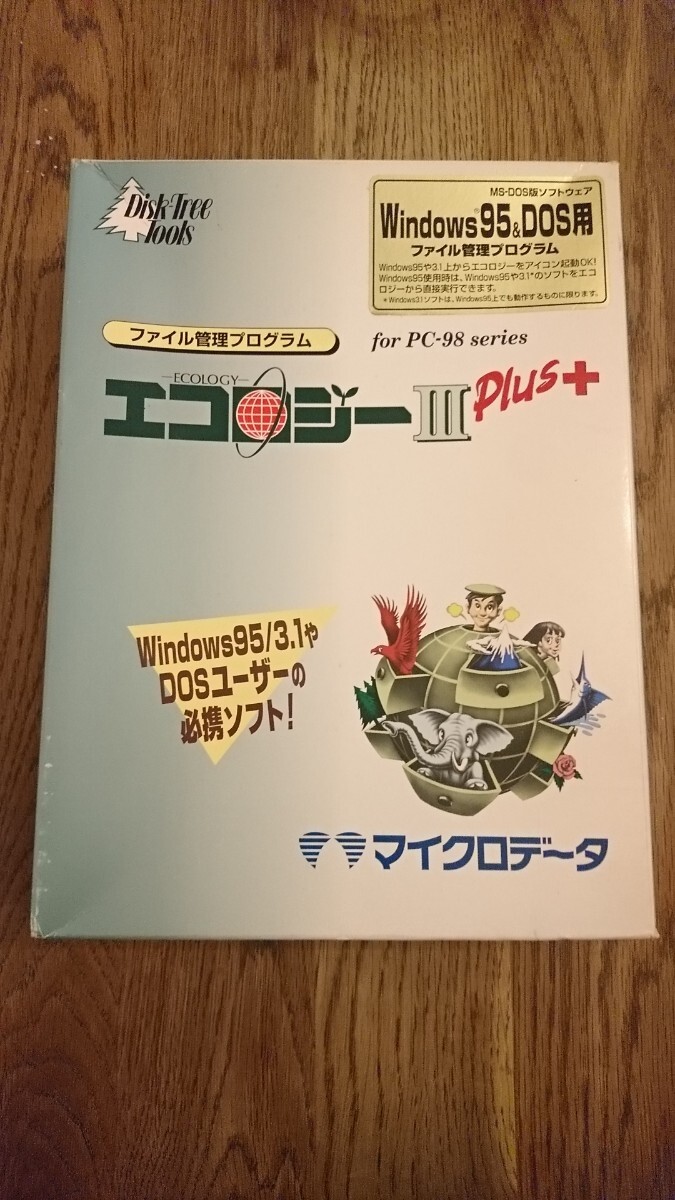 Disk-Tree
Tools
MS-DOS版ソフトウェア
Windows®95&DOS用
ファイル管理プログラム
Windows95や3.1上からエコロジーをアイコン起動OK!
Windows95使用時は、Windows95や3.1*のソフトをエコ
ロジーから直接実行できます。
*Windows3.1ソフトは、Windows95上でも動作するものに限ります。
ファイル管理プログラム
for PC-98 series
ECOLOGY
エコロジーIII Plus+
Windows95/3.1や
DOSユーザーの
必携ソフト!
マイクロデータ